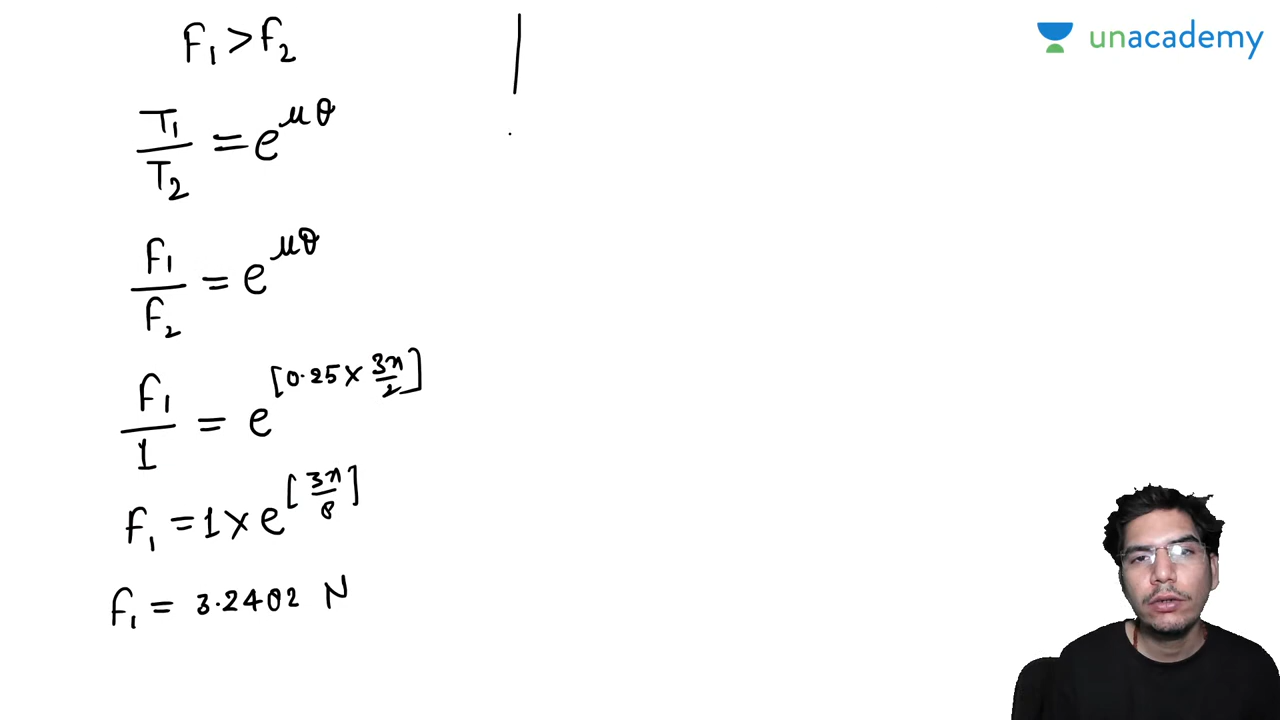 unacademy
F₁ > F₂
T₁/T₂ = e^μθ
F₁/F₂ = e^μθ
F₁/1 = e^[0.25 × 3π/2]
F₁ = 1 × e^[3π/8]
F₁ = 3.2482 N